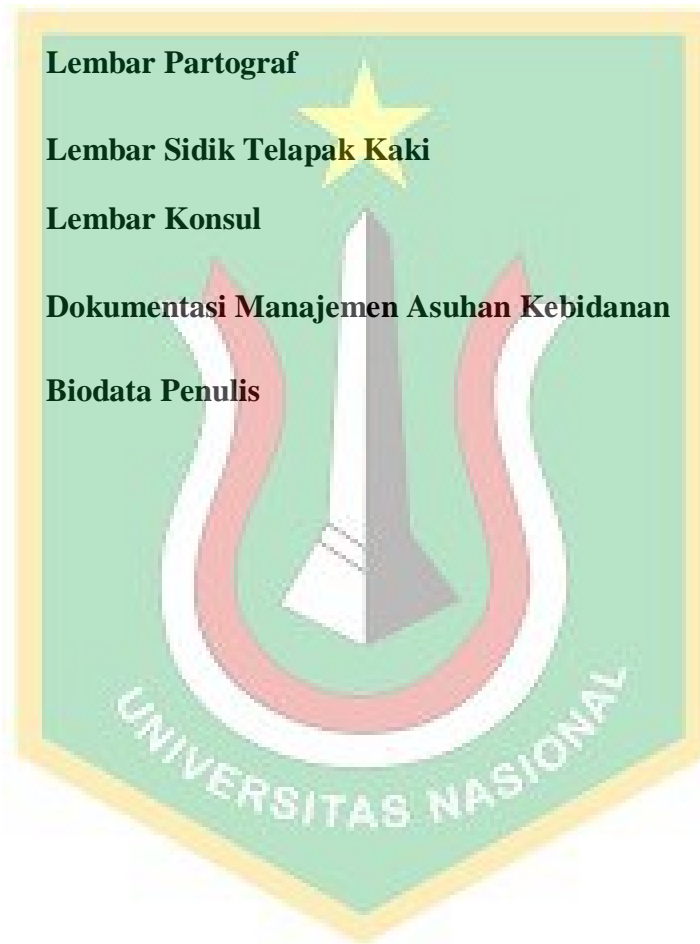 Lembar Partograf
Lembar Sidik Telapak Kaki
Lembar Konsul
Dokumentasi Manajemen Asuhan Kebidanan
Biodata Penulis
UNIVERSITAS NASIONAL